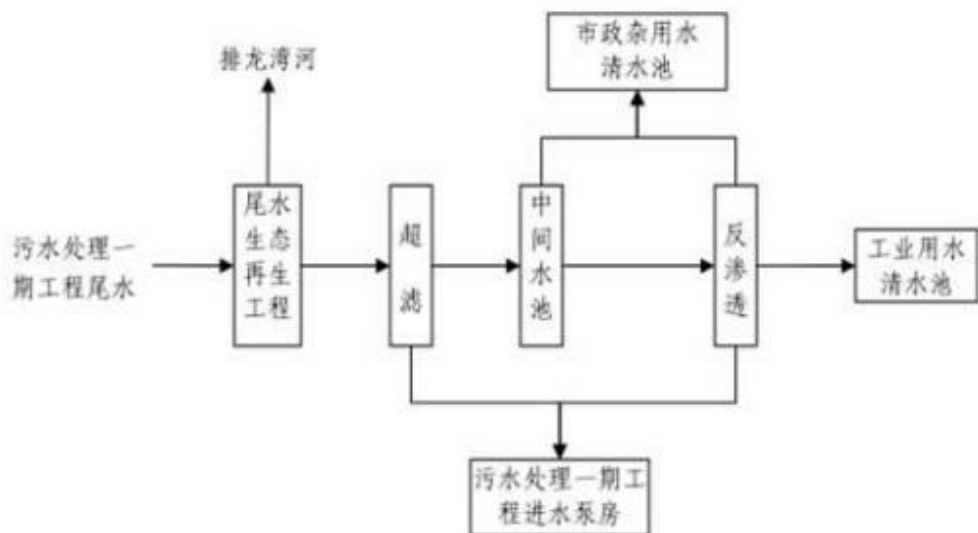 市政杂用水
清水池
排龙湾河
尾水
生态
再生
工程
超
滤
中
间
水
池
反
渗
透
污水处理一
期工程尾水
工业用水
清水池
污水处理一期工
程进水泵房